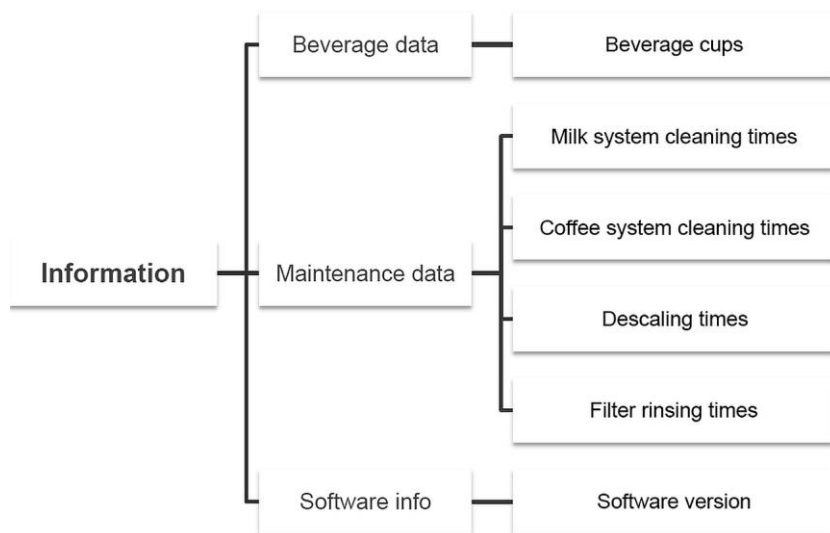 Information
Beverage data
Beverage cups
Maintenance data
Milk system cleaning times
Coffee system cleaning times
Descaling times
Filter rinsing times
Software info
Software version